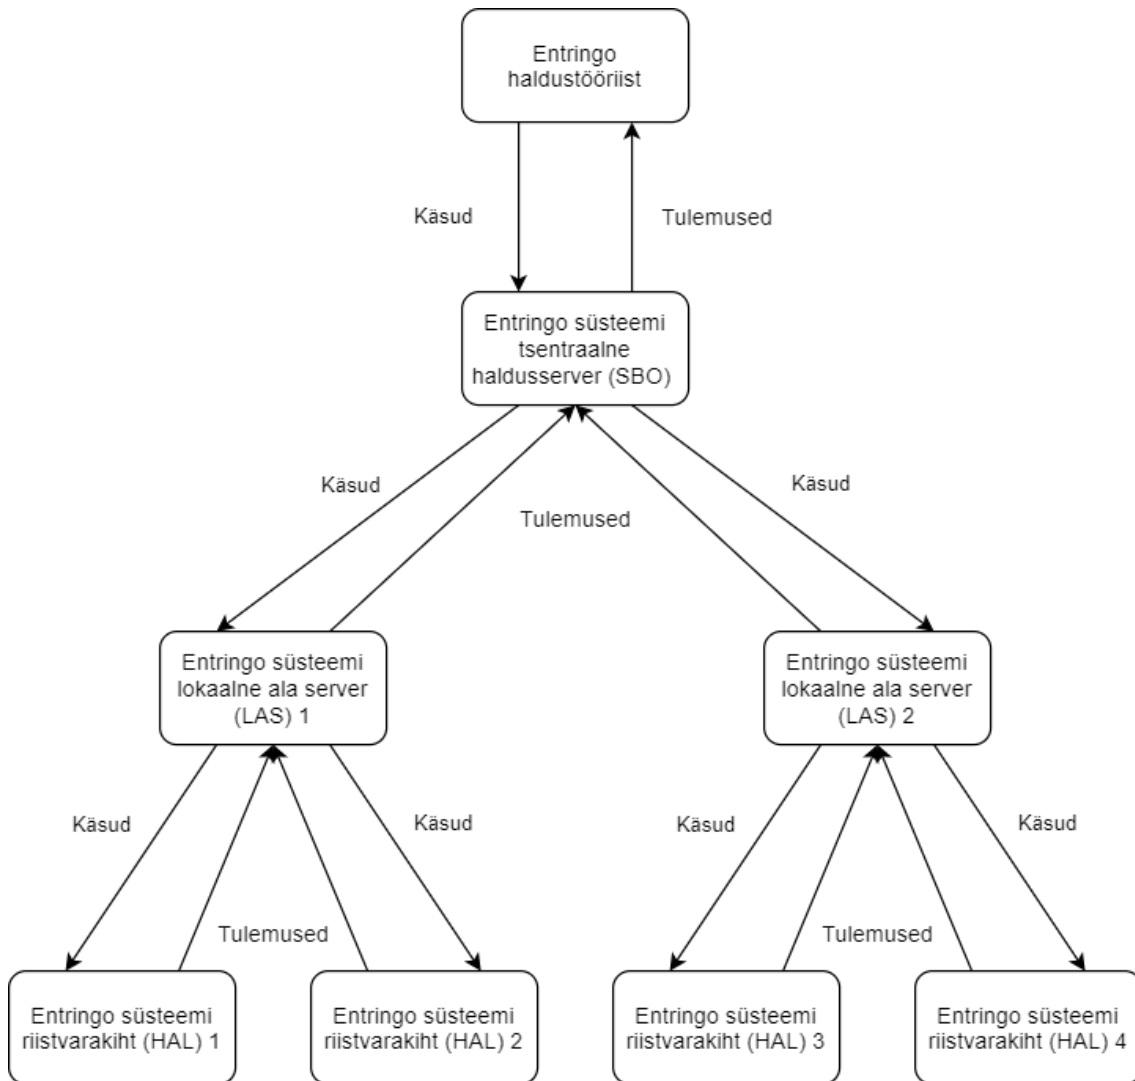 Entringo
haldustööriist
Käsud
Tulemused
Entringo süsteemi
tsentraalne
haldusserver (SBO)
Käsud
Käsud
Tulemused
Entringo süsteemi
lokaalne ala server
(LAS) 1
Entringo süsteemi
lokaalne ala server
(LAS) 2
Käsud
Käsud
Käsud
Käsud
Tulemused
Tulemused
Entringo süsteemi
riistvarakiht (HAL) 1
Entringo süsteemi
riistvarakiht (HAL) 2
Entringo süsteemi
riistvarakiht (HAL) 3
Entringo süsteemi
riistvarakiht (HAL) 4